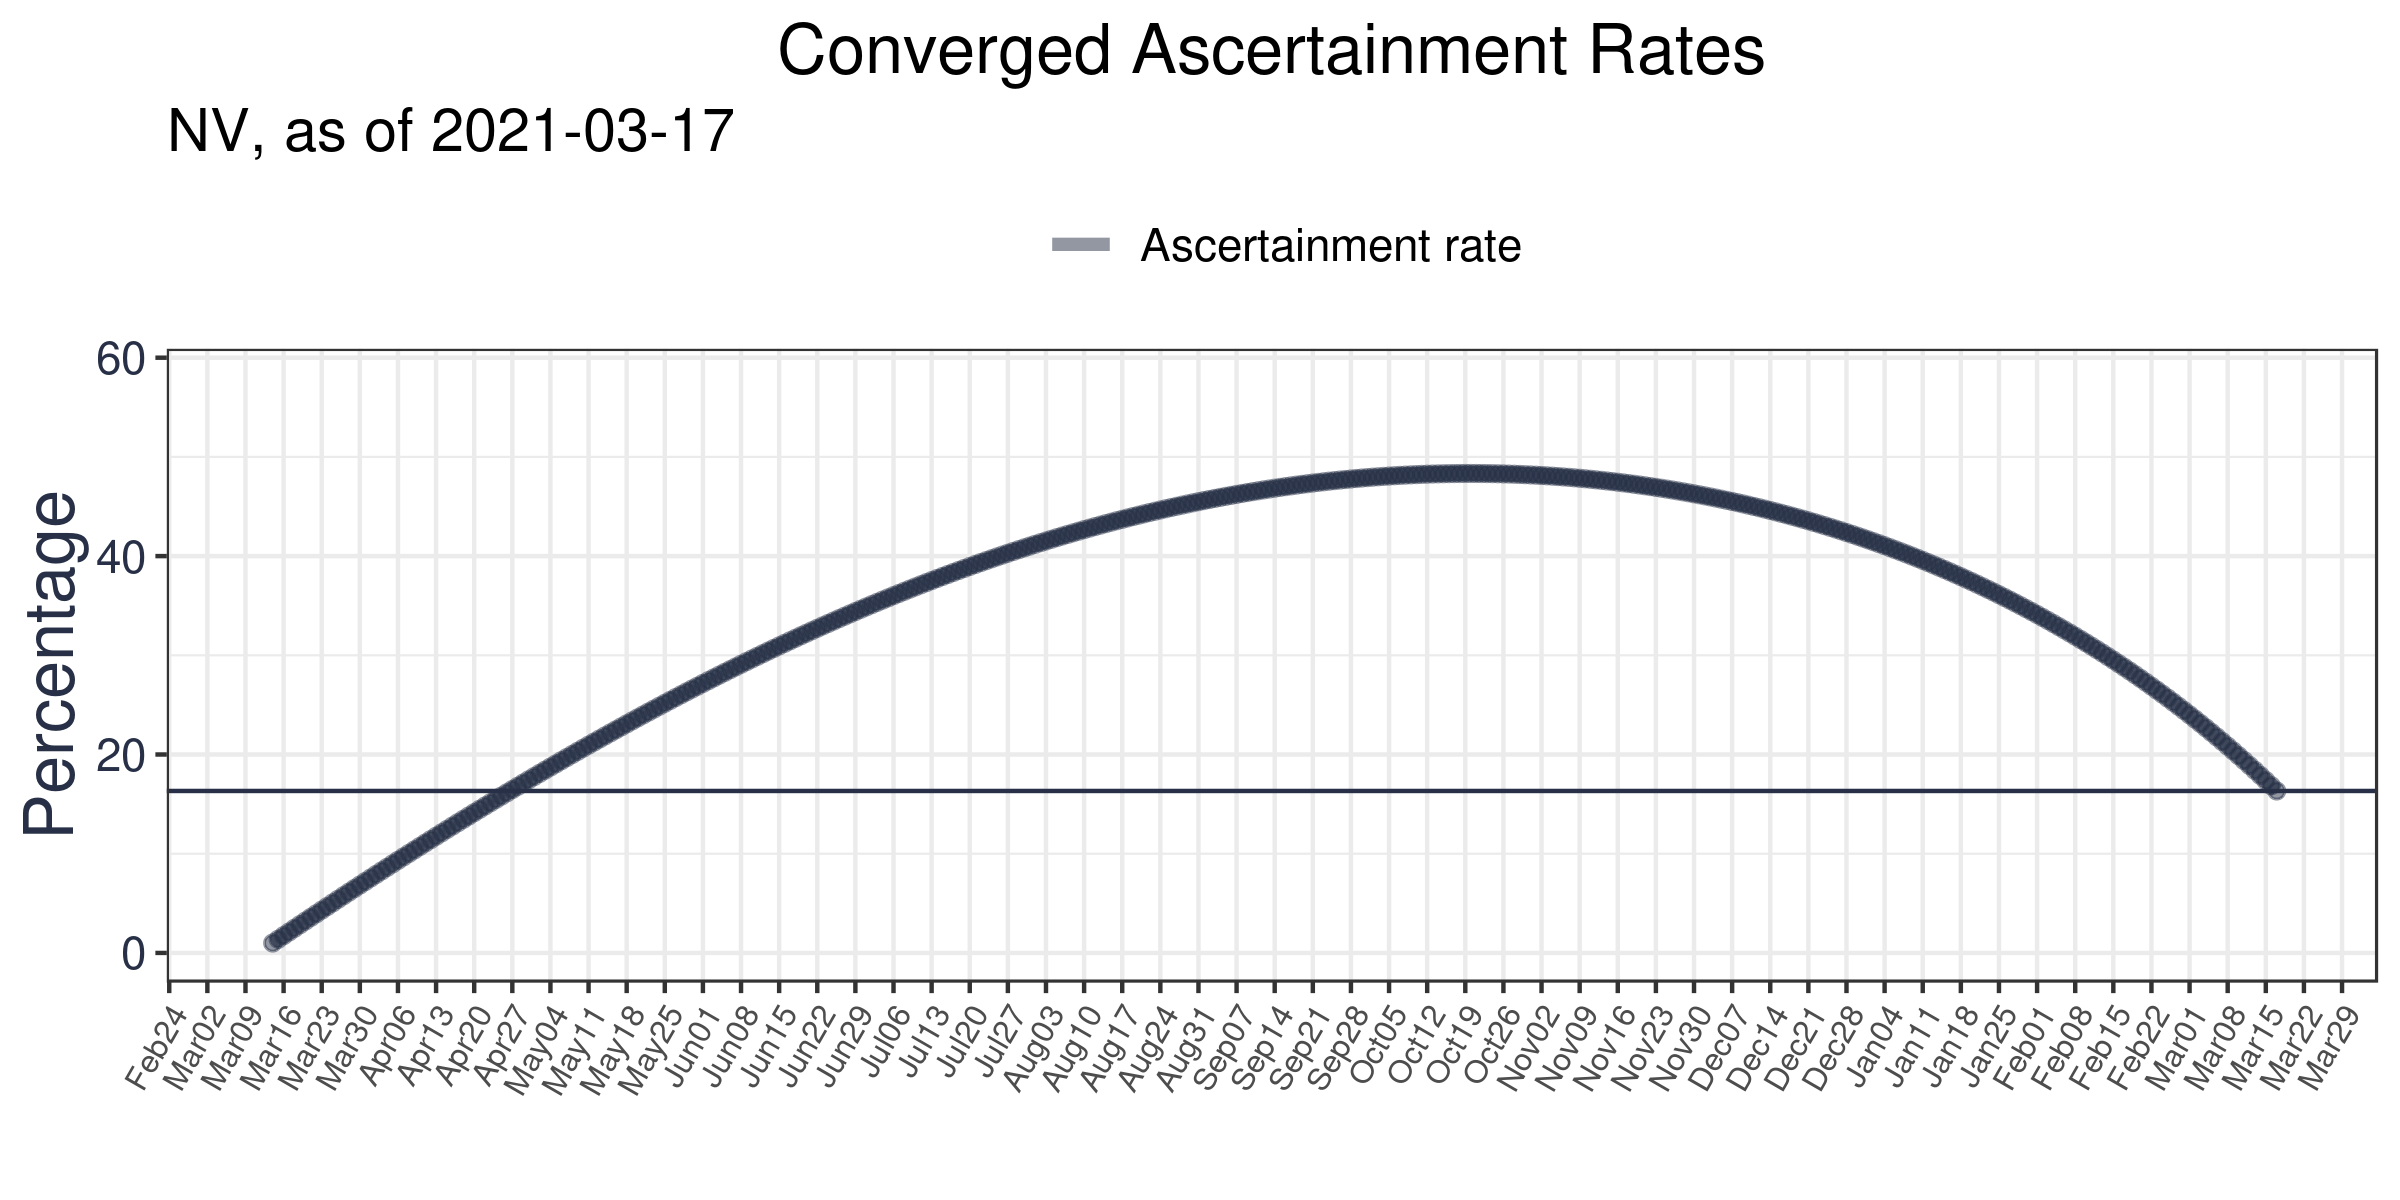 Converged Ascertainment Rates
NV, as of 2021-03-17
Ascertainment rate
Percentage
60
40
20
0
Feb24
Mar02
Mar09
Mar16
Mar23
Mar30
Apr06
Apr13
Apr20
Apr27
May04
May11
May18
May25
Jun01
Jun08
Jun15
Jun22
Jun29
Jul06
Jul13
Jul20
Jul27
Aug03
Aug10
Aug17
Aug24
Aug31
Sep07
Sep14
Sep21
Sep28
Oct05
Oct12
Oct19
Oct26
Nov02
Nov09
Nov16
Nov23
Nov30
Dec07
Dec14
Dec21
Dec28
Jan04
Jan11
Jan18
Jan25
Feb01
Feb08
Feb15
Feb22
Mar01
Mar08
Mar15
Mar22
Mar29